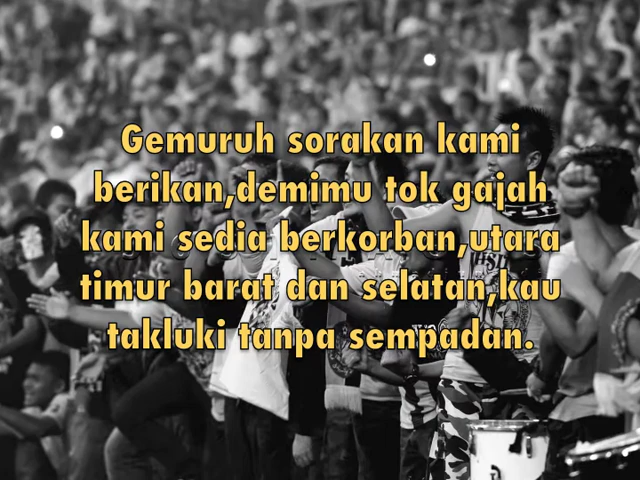 Gemuruh sorakan kami
berikan,demimu tok gajah
kami sedia berkorban,utara
timur barat dan selatan,kau
takluki tanpa sempadan.